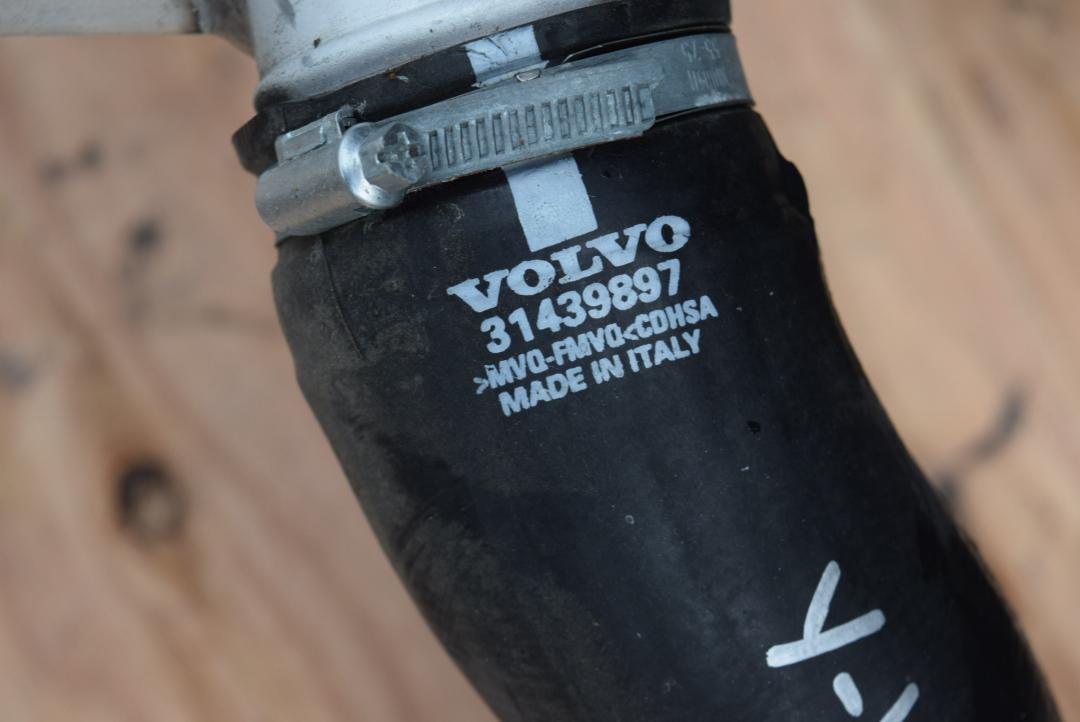 VOLVO
31439897
>MVQ-FMVQ<CDHSA
MADE IN ITALY